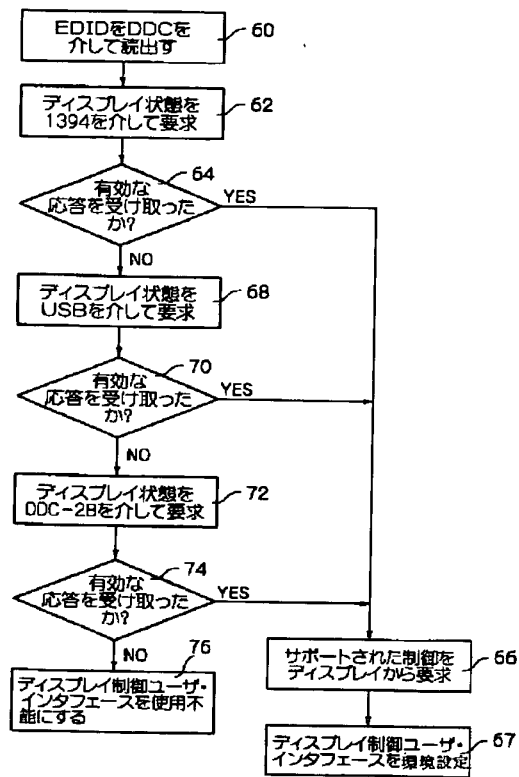 EDIDをDDCを
介して読出す
60
ディスプレイ状態を
1394を介して要求
62
有効な
応答を受け取った
か?
64
YES
NO
ディスプレイ状態を
USBを介して要求
68
有効な
応答を受け取った
か?
70
YES
NO
ディスプレイ状態を
DDC-2Bを介して要求
72
有効な
応答を受け取った
か?
74
YES
NO
76
ディスプレイ制御ユーザ・
インタフェースを使用不
能にする
サポートされた制御を
ディスプレイから要求
66
ディスプレイ制御ユーザ・
インタフェースを環境設定
67